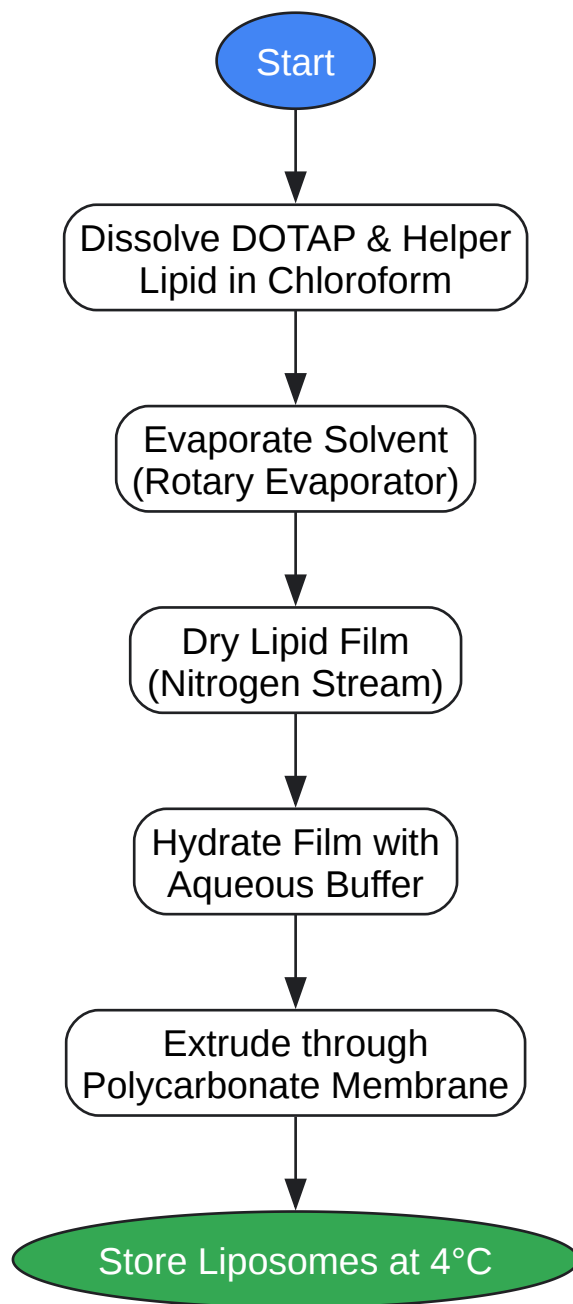 Start
Dissolve DOTAP & Helper
Lipid in Chloroform
Evaporate Solvent
(Rotary Evaporator)
Dry Lipid Film
(Nitrogen Stream)
Hydrate Film with
Aqueous Buffer
Extrude through
Polycarbonate Membrane
Store Liposomes at 4°C